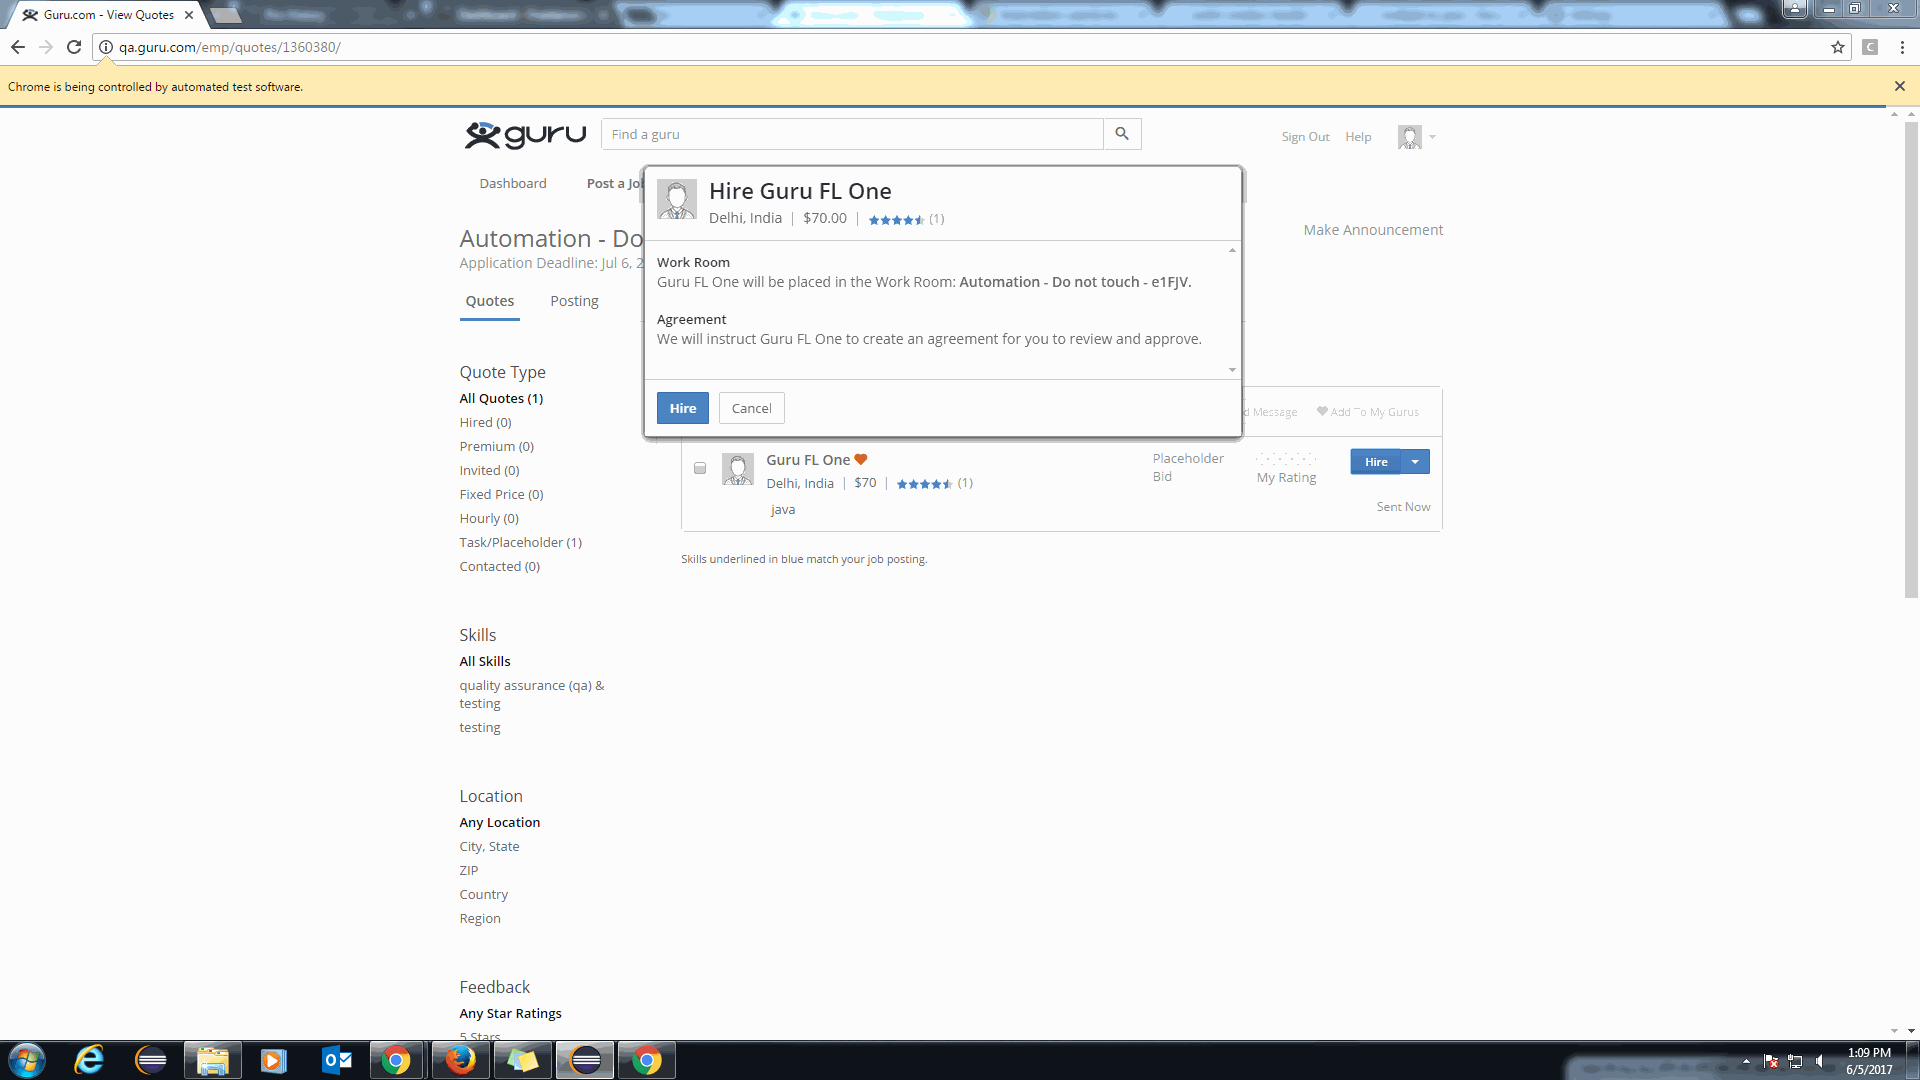 Guru.com - View Quotes
qa.guru.com/emp/quotes/1360380/
C
Chrome is being controlled by automated test software.
guru
Find a guru
Sign Out
Help
Dashboard
Post a Jo
Hire Guru FL One
Delhi, India | $70.00 | (1)
Automation - Do
Application Deadline: Jul 6, 2
Make Announcement
Quotes
Posting
Work Room
Guru FL One will be placed in the Work Room: Automation - Do not touch - e1FJV.
Agreement
We will instruct Guru FL One to create an agreement for you to review and approve.
Hire
Cancel
d Message
Add To My Gurus
Quote Type
All Quotes (1)
Hired (0)
Premium (0)
Invited (0)
Fixed Price (0)
Hourly (0)
Task/Placeholder (1)
Contacted (0)
Guru FL One
Delhi, India | $70 | (1)
java
Placeholder
Bid
My Rating
Hire
Sent Now
Skills underlined in blue match your job posting.
Skills
All Skills
quality assurance (qa) &
testing
testing
Location
Any Location
City, State
ZIP
Country
Region
Feedback
Any Star Ratings
5 Stars
1:09 PM
6/5/2017